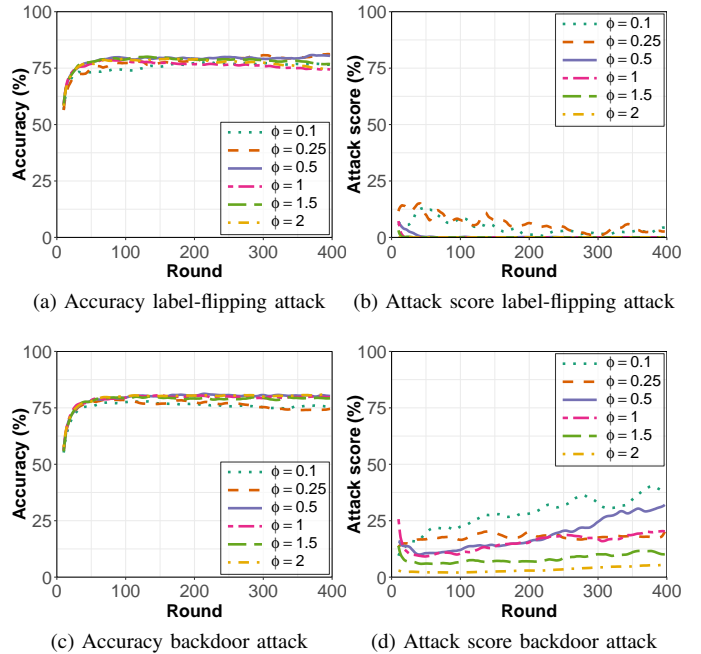 100
75
50
25
0
Accuracy (%)
0 100 200 300 400
Round
ϕ = 0.1
ϕ = 0.25
ϕ = 0.5
ϕ = 1
ϕ = 1.5
ϕ = 2
(a) Accuracy label-flipping attack
100
75
50
25
0
Attack score (%)
0 100 200 300 400
Round
ϕ = 0.1
ϕ = 0.25
ϕ = 0.5
ϕ = 1
ϕ = 1.5
ϕ = 2
(b) Attack score label-flipping attack
100
75
50
25
0
Accuracy (%)
0 100 200 300 400
Round
ϕ = 0.1
ϕ = 0.25
ϕ = 0.5
ϕ = 1
ϕ = 1.5
ϕ = 2
(c) Accuracy backdoor attack
100
75
50
25
0
Attack score (%)
0 100 200 300 400
Round
ϕ = 0.1
ϕ = 0.25
ϕ = 0.5
ϕ = 1
ϕ = 1.5
ϕ = 2
(d) Attack score backdoor attack